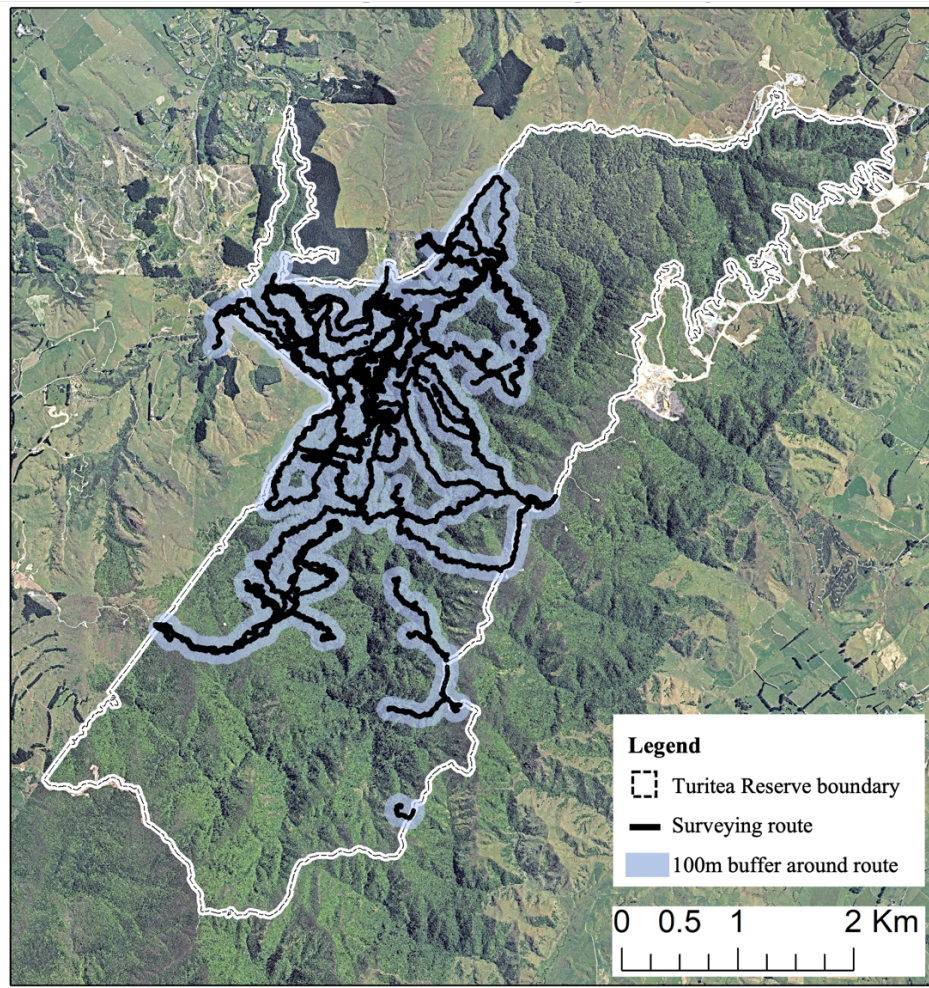 Legend
Turitea Reserve boundary
Surveying route
100m buffer around route
0 0.5 1 2 Km